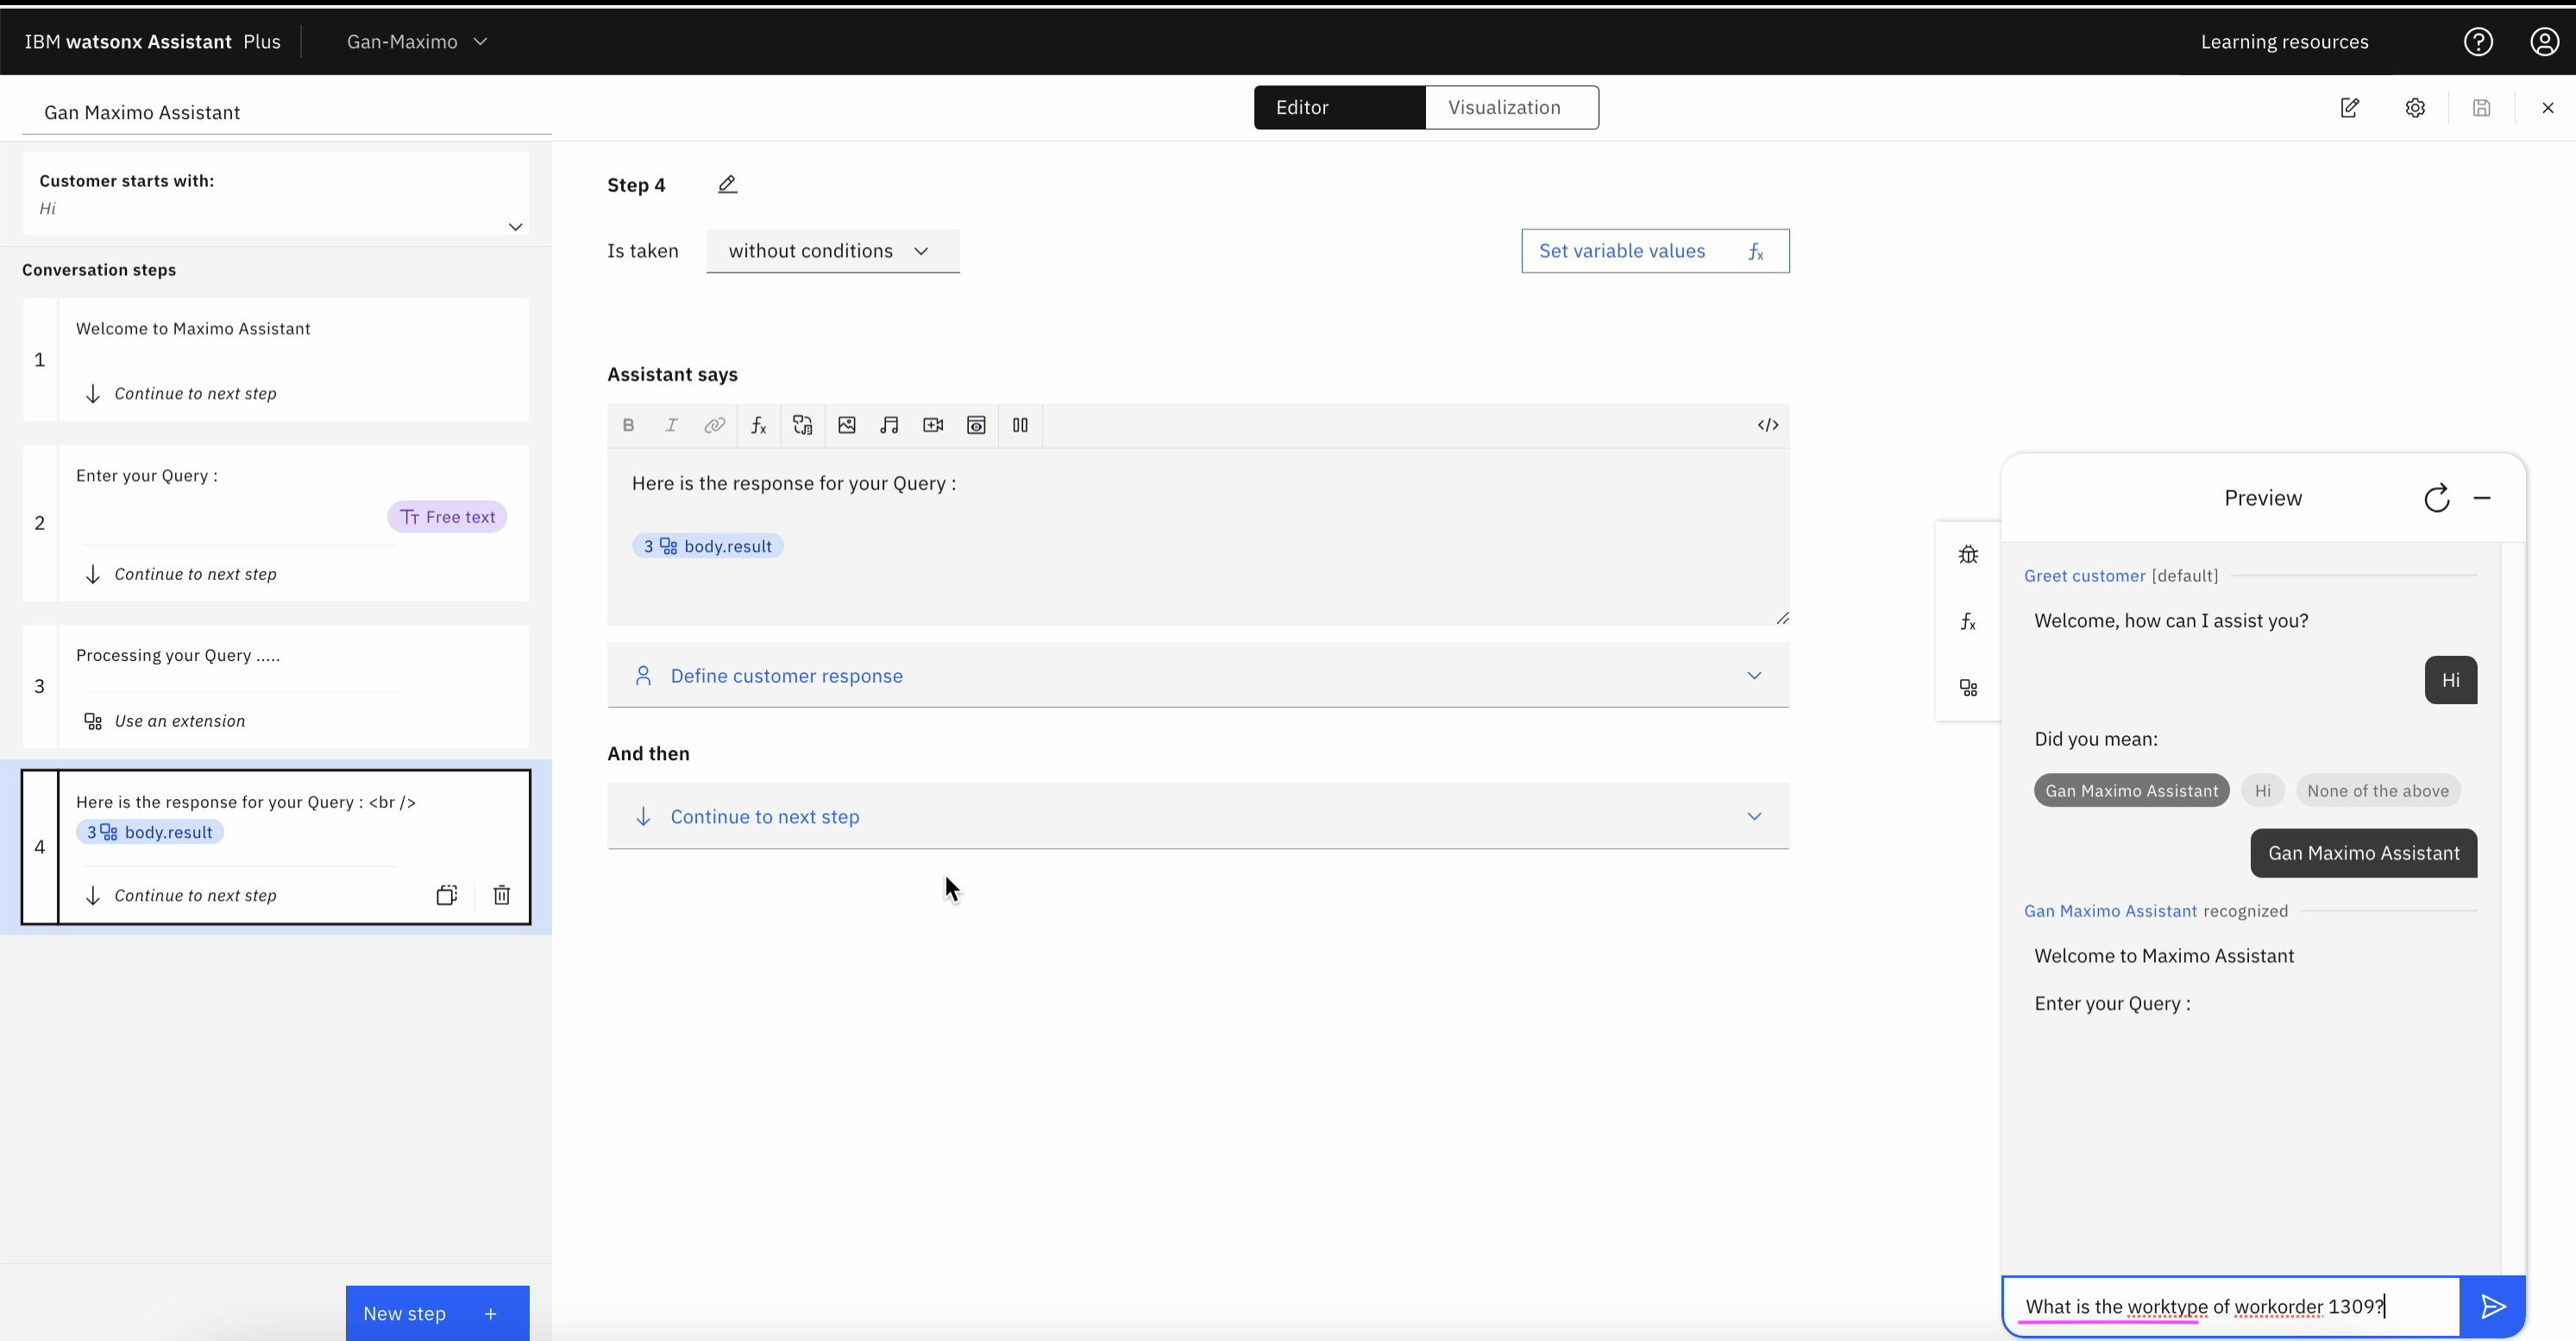 IBM watsonx Assistant Plus
Gan-Maximo
Learning resources
Gan Maximo Assistant
Editor
Visualization
Customer starts with:
Hi
Conversation steps
1
Welcome to Maximo Assistant
Continue to next step
2
Enter your Query :
Free text
Continue to next step
3
Processing your Query .....
Use an extension
4
Here is the response for your Query : <br />
3 body.result
Continue to next step
New step +
Step 4
Is taken
without conditions
Set variable values fx
Assistant says
B I fx </>
Here is the response for your Query :
3 body.result
Define customer response
And then
Continue to next step
fx
Preview
Greet customer [default]
Welcome, how can I assist you?
Hi
Did you mean:
Gan Maximo Assistant
Hi
None of the above
Gan Maximo Assistant
Gan Maximo Assistant recognized
Welcome to Maximo Assistant
Enter your Query :
What is the worktype of workorder 1309?